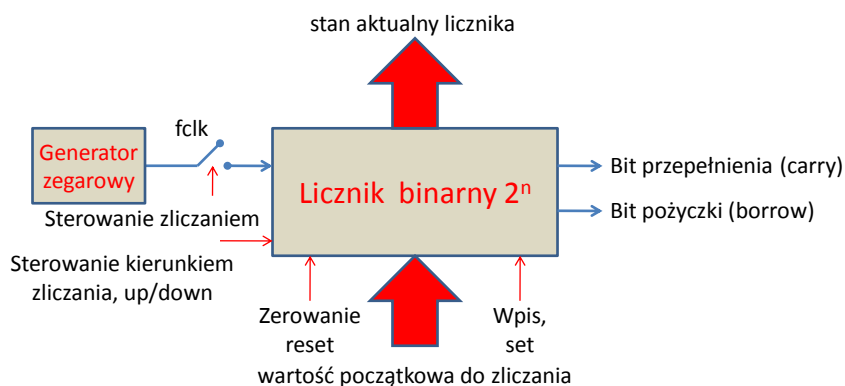 stan aktualny licznika
fclk
Generator
zegarowy
Licznik binarny 2ⁿ
Bit przepełnienia (carry)
Bit pożyczki (borrow)
Sterowanie zliczaniem
Sterowanie kierunkiem
zliczania, up/down
Zerowanie
reset
Wpis,
set
wartość początkowa do zliczania